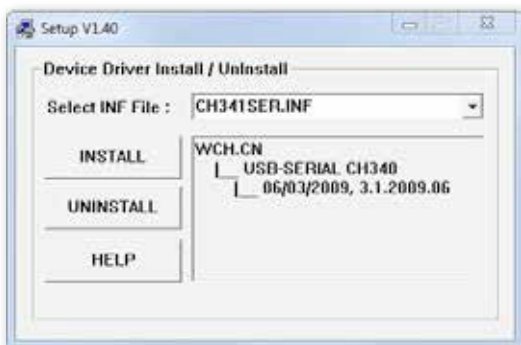 Setup V1.40
Device Driver Install / UnInstall
Select INF File : CH341SER.INF
INSTALL
UNINSTALL
HELP
WCH.CN
|__ USB-SERIAL CH340
|__ 06/03/2009, 3.1.2009.06